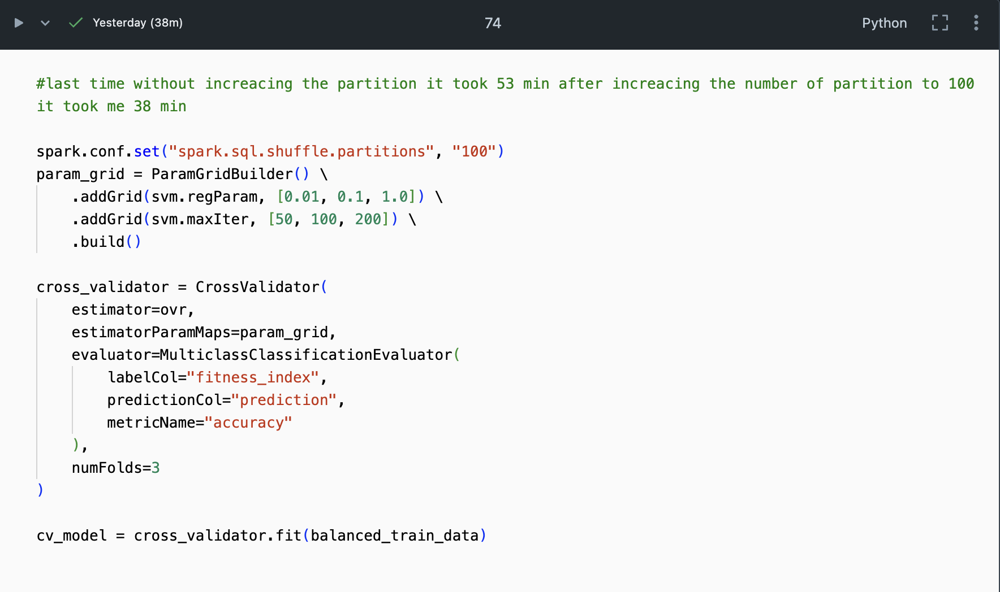 Yesterday (38m)
74
Python
#last time without increacing the partition it took 53 min after increacing the number of partition to 100
it took me 38 min
spark.conf.set("spark.sql.shuffle.partitions", "100")
param_grid = ParamGridBuilder() \
    .addGrid(svm.regParam, [0.01, 0.1, 1.0]) \
    .addGrid(svm.maxIter, [50, 100, 200]) \
    .build()
cross_validator = CrossValidator(
    estimator=ovr,
    estimatorParamMaps=param_grid,
    evaluator=MulticlassClassificationEvaluator(
        labelCol="fitness_index",
        predictionCol="prediction",
        metricName="accuracy"
    ),
    numFolds=3
)
cv_model = cross_validator.fit(balanced_train_data)